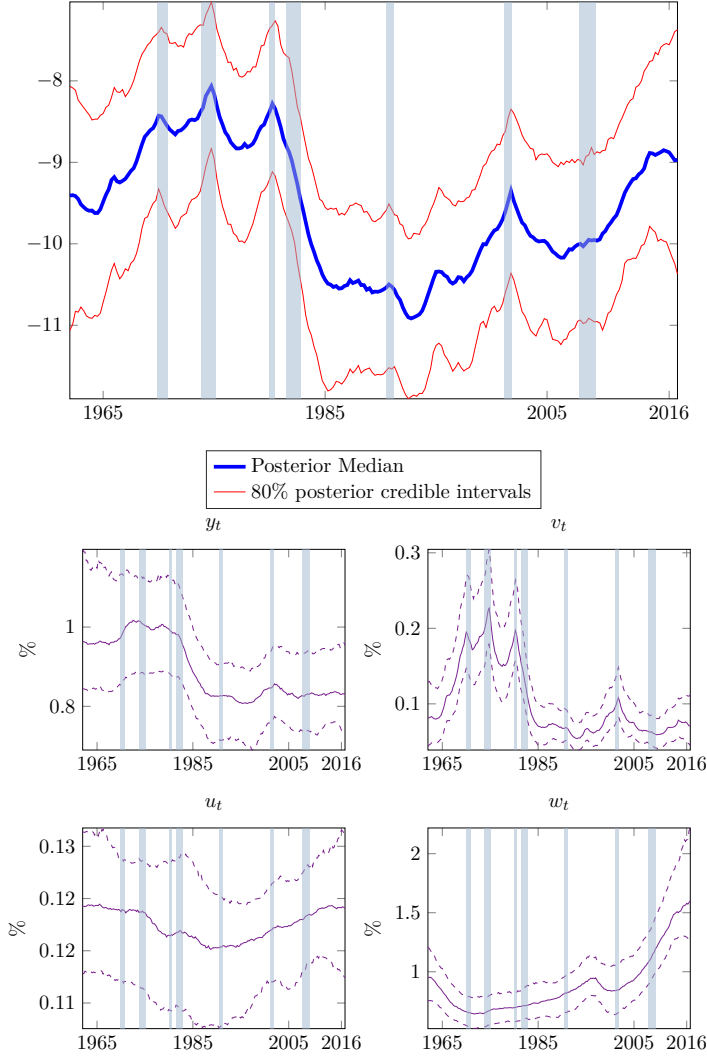 −8
−9
−10
−11
1965 1985 2005 2016
Posterior Median
80% posterior credible intervals
y_t
%
1
0.8
1965 1985 2005 2016
v_t
%
0.3
0.2
0.1
1965 1985 2005 2016
u_t
%
0.13
0.12
0.12
0.11
1965 1985 2005 2016
w_t
%
2
1.5
1
1965 1985 2005 2016